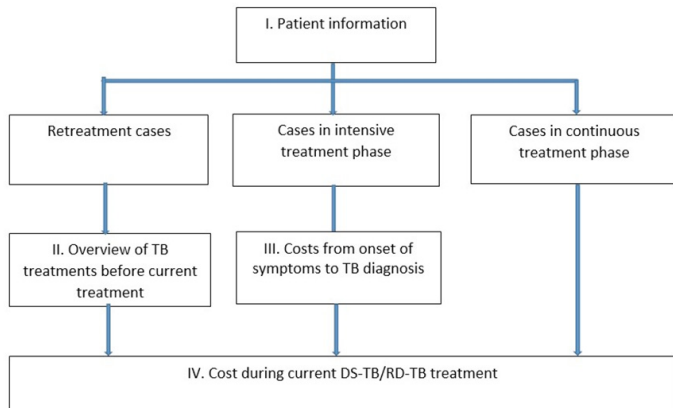 I. Patient information
Retreatment cases
Cases in intensive
treatment phase
Cases in continuous
treatment phase
II. Overview of TB
treatments before current
treatment
III. Costs from onset of
symptoms to TB diagnosis
IV. Cost during current DS-TB/RD-TB treatment